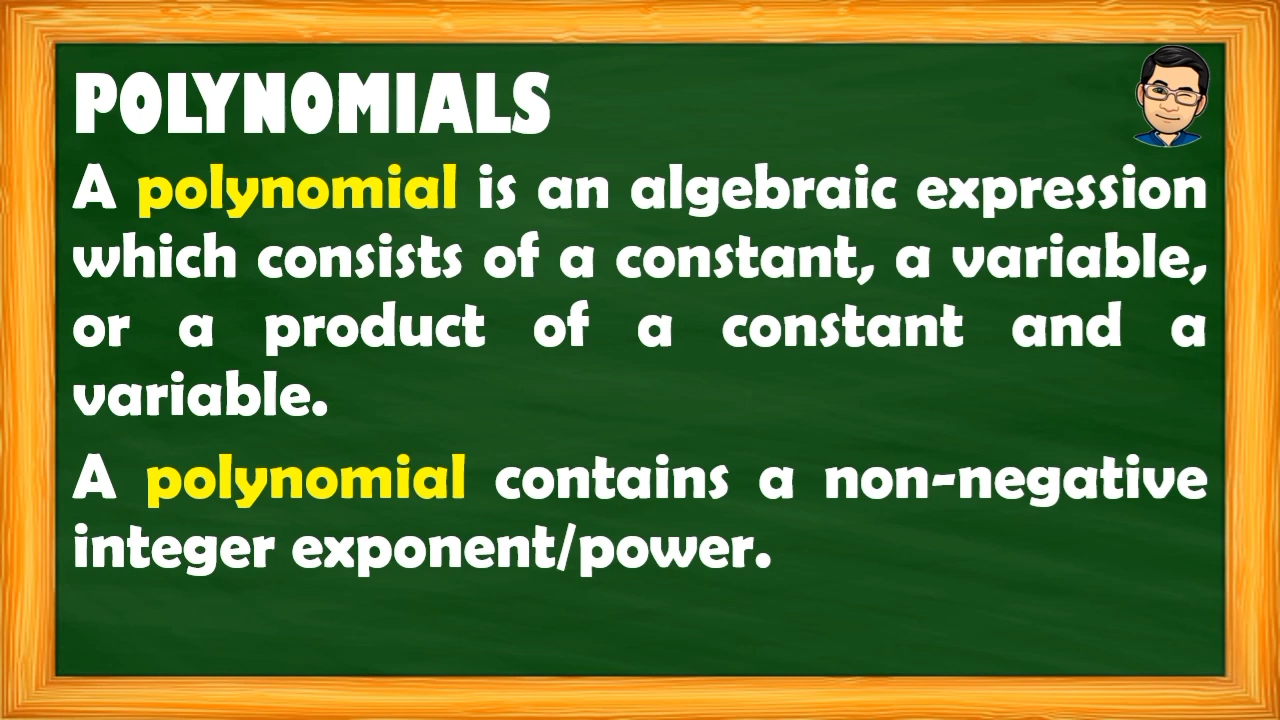 POLYNOMIALS
A polynomial is an algebraic expression
which consists of a constant, a variable,
or a product of a constant and a
variable.
A polynomial contains a non-negative
integer exponent/power.